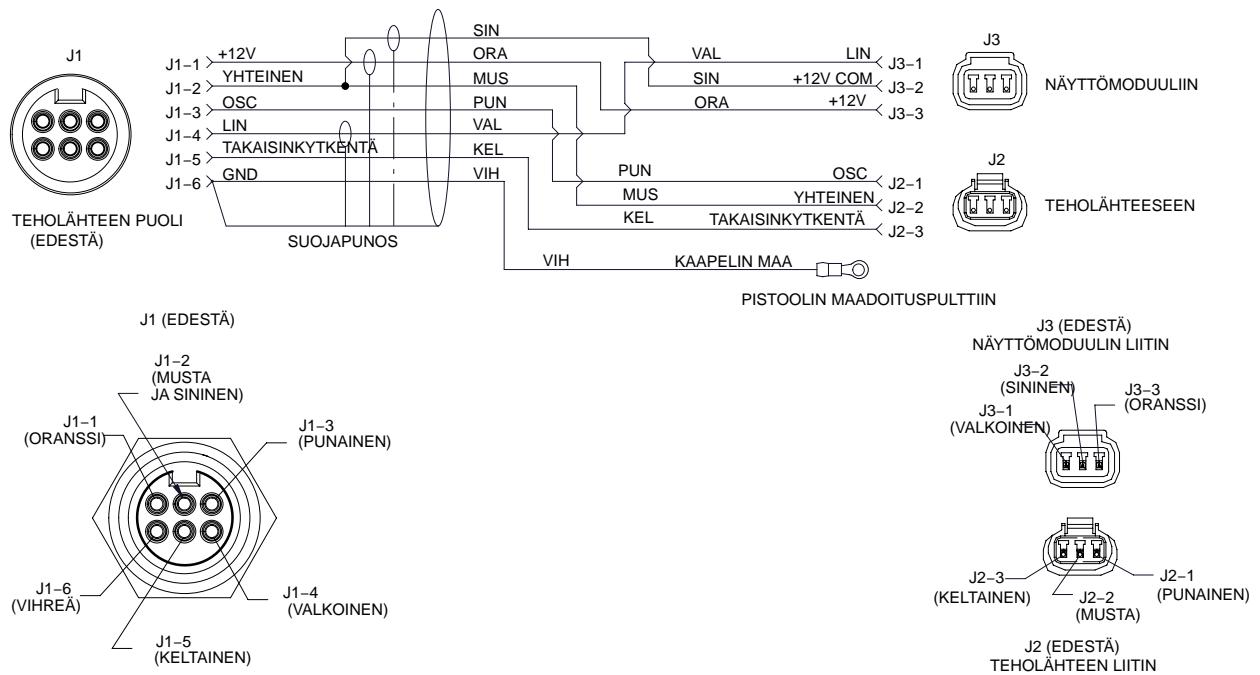 J1
J1–1
+12V
J1–2
YHTEINEN
J1–3
OSC
J1–4
LIN
J1–5
TAKAISINKYTKENTÄ
J1–6
GND
SIN
ORA
MUS
PUN
VAL
KEL
VIH
SUOJAPUNOS
TEHOLÄHTEEN PUOLI
(EDESTÄ)
VAL LIN J3–1
SIN +12V COM J3–2
ORA +12V J3–3
J3
NÄYTTÖMODUULIIN
PUN OSC J2–1
MUS YHTEINEN J2–2
KEL TAKAISINKYTKENTÄ J2–3
J2
TEHOLÄHTEESEEN
VIH KAAPELIN MAA
PISTOOLIN MAADOITUSPULTTIIN
J1 (EDESTÄ)
J1–2
(MUSTA
JA SININEN)
J1–1
(ORANSSI)
J1–3
(PUNAINEN)
J1–6
(VIHREÄ)
J1–4
(VALKOINEN)
J1–5
(KELTAINEN)
J3 (EDESTÄ)
NÄYTTÖMODUULIN LIITIN
J3–2
(SININEN)
J3–3
(ORANSSI)
J3–1
(VALKOINEN)
J2–3
(KELTAINEN)
J2–1
(PUNAINEN)
J2–2
(MUSTA)
J2 (EDESTÄ)
TEHOLÄHTEEN LIITIN